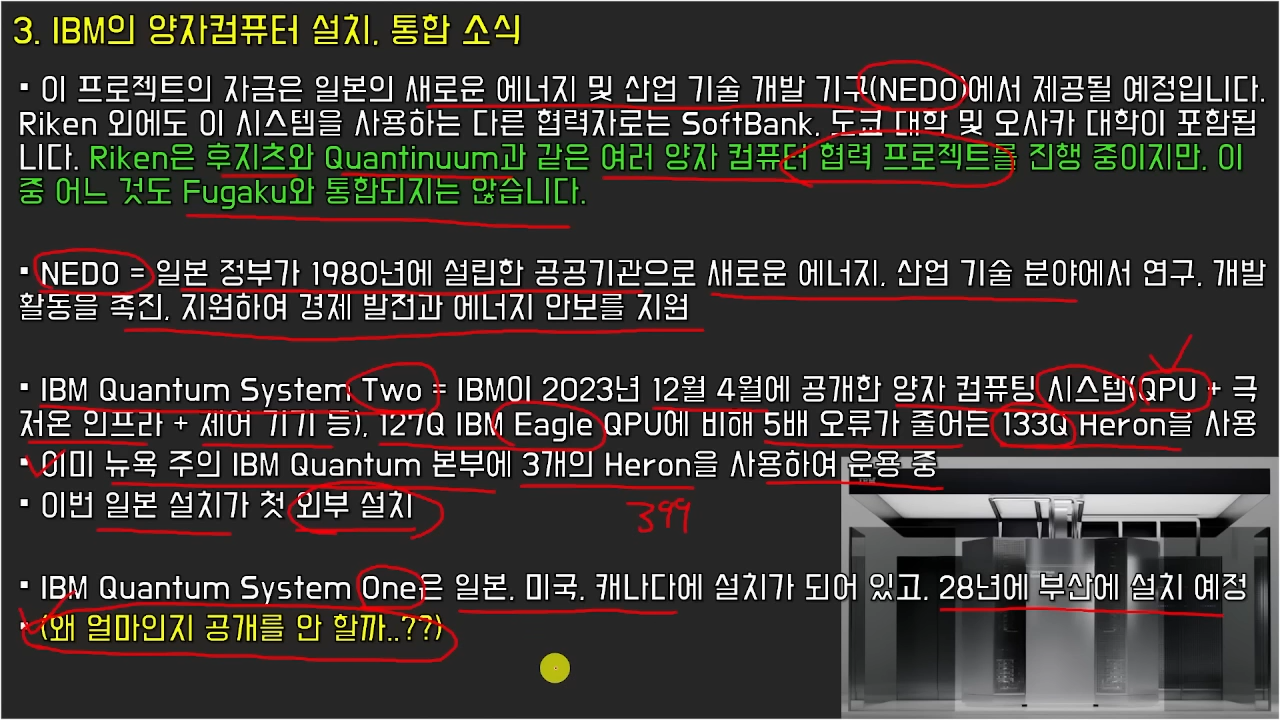 3. IBM의 양자컴퓨터 설치, 통합 소식
▪ 이 프로젝트의 자금은 일본의 새로운 에너지 및 산업 기술 개발 기구(NEDO)에서 제공될 예정입니다.
Riken 외에도 이 시스템을 사용하는 다른 협력자로는 SoftBank, 도쿄 대학 및 오사카 대학이 포함됩
니다. Riken은 후지츠와 Quantinuum과 같은 여러 양자 컴퓨터 협력 프로젝트를 진행 중이지만, 이
중 어느 것도 Fugaku와 통합되지는 않습니다.
▪ NEDO = 일본 정부가 1980년에 설립한 공공기관으로 새로운 에너지, 산업 기술 분야에서 연구, 개발
활동을 촉진, 지원하여 경제 발전과 에너지 안보를 지원
▪ IBM Quantum System Two = IBM이 2023년 12월 4월에 공개한 양자 컴퓨팅 시스템(QPU + 극
저온 인프라 + 제어 기기 등), 127Q IBM Eagle QPU에 비해 5배 오류가 줄어든 133Q Heron을 사용
▪ 이미 뉴욕 주의 IBM Quantum 본부에 3개의 Heron을 사용하여 운용 중
▪ 이번 일본 설치가 첫 외부 설치
399
IBM
▪ IBM Quantum System One은 일본, 미국, 캐나다에 설치가 되어 있고, 28년에 부산에 설치 예정
▪ (왜 얼마인지 공개를 안 할까..??)